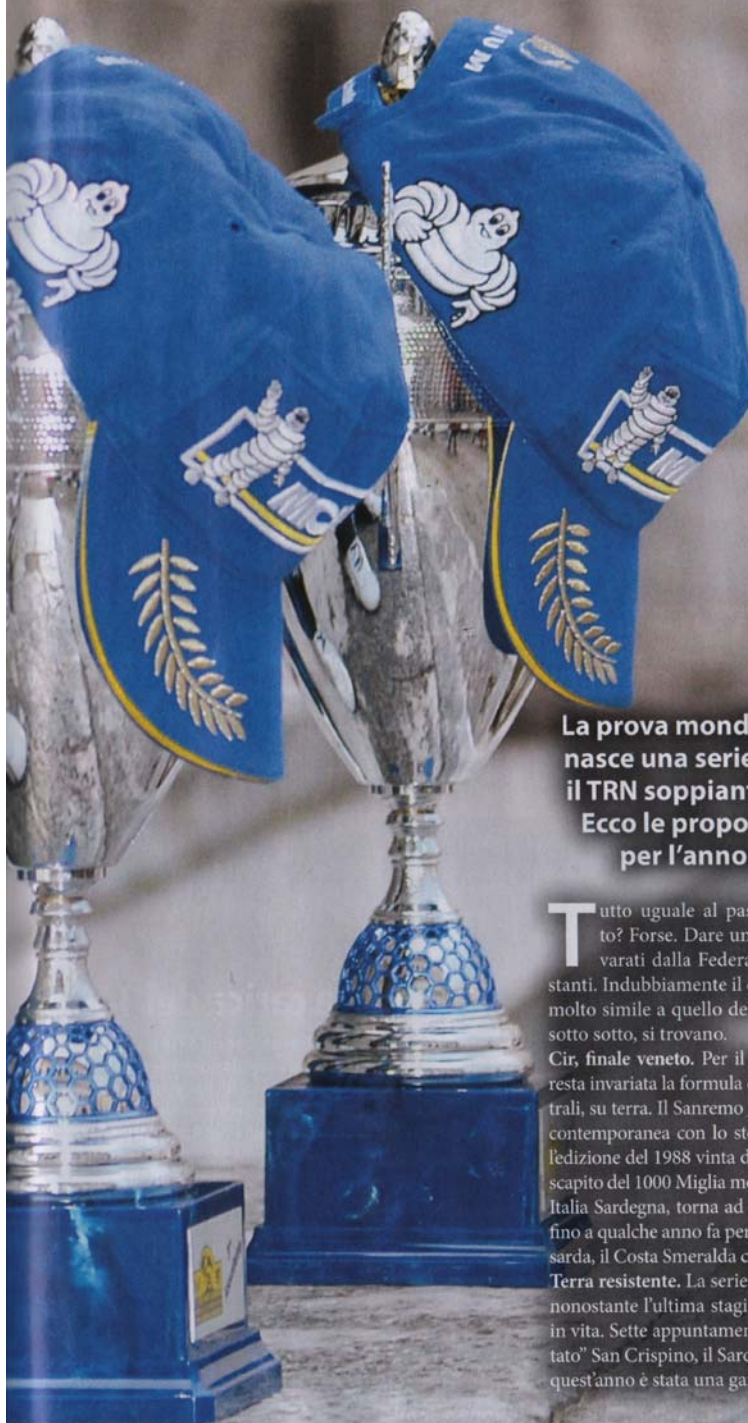 MIC
MIC
La prova mond
nasce una serie
il TRN soppiant
Ecco le propo
per l'anno
Tutto uguale al pas
to? Forse. Dare un
varati dalla Federa
stanti. Indubbiamente il
molto simile a quello de
sotto sotto, si trovano.
Cir, finale veneto. Per il
resta invariata la formula
trali, su terra. Il Sanremo
contemporanea con lo st
l'edizione del 1988 vinta d
scapito del 1000 Miglia m
Italia Sardegna, torna ad
fino a qualche anno fa per
sarda, il Costa Smeralda c
Terra resistente. La serie
nonostante l'ultima stagi
in vita. Sette appuntamen
tato" San Crispino, il Sard
quest'anno è stata una ga